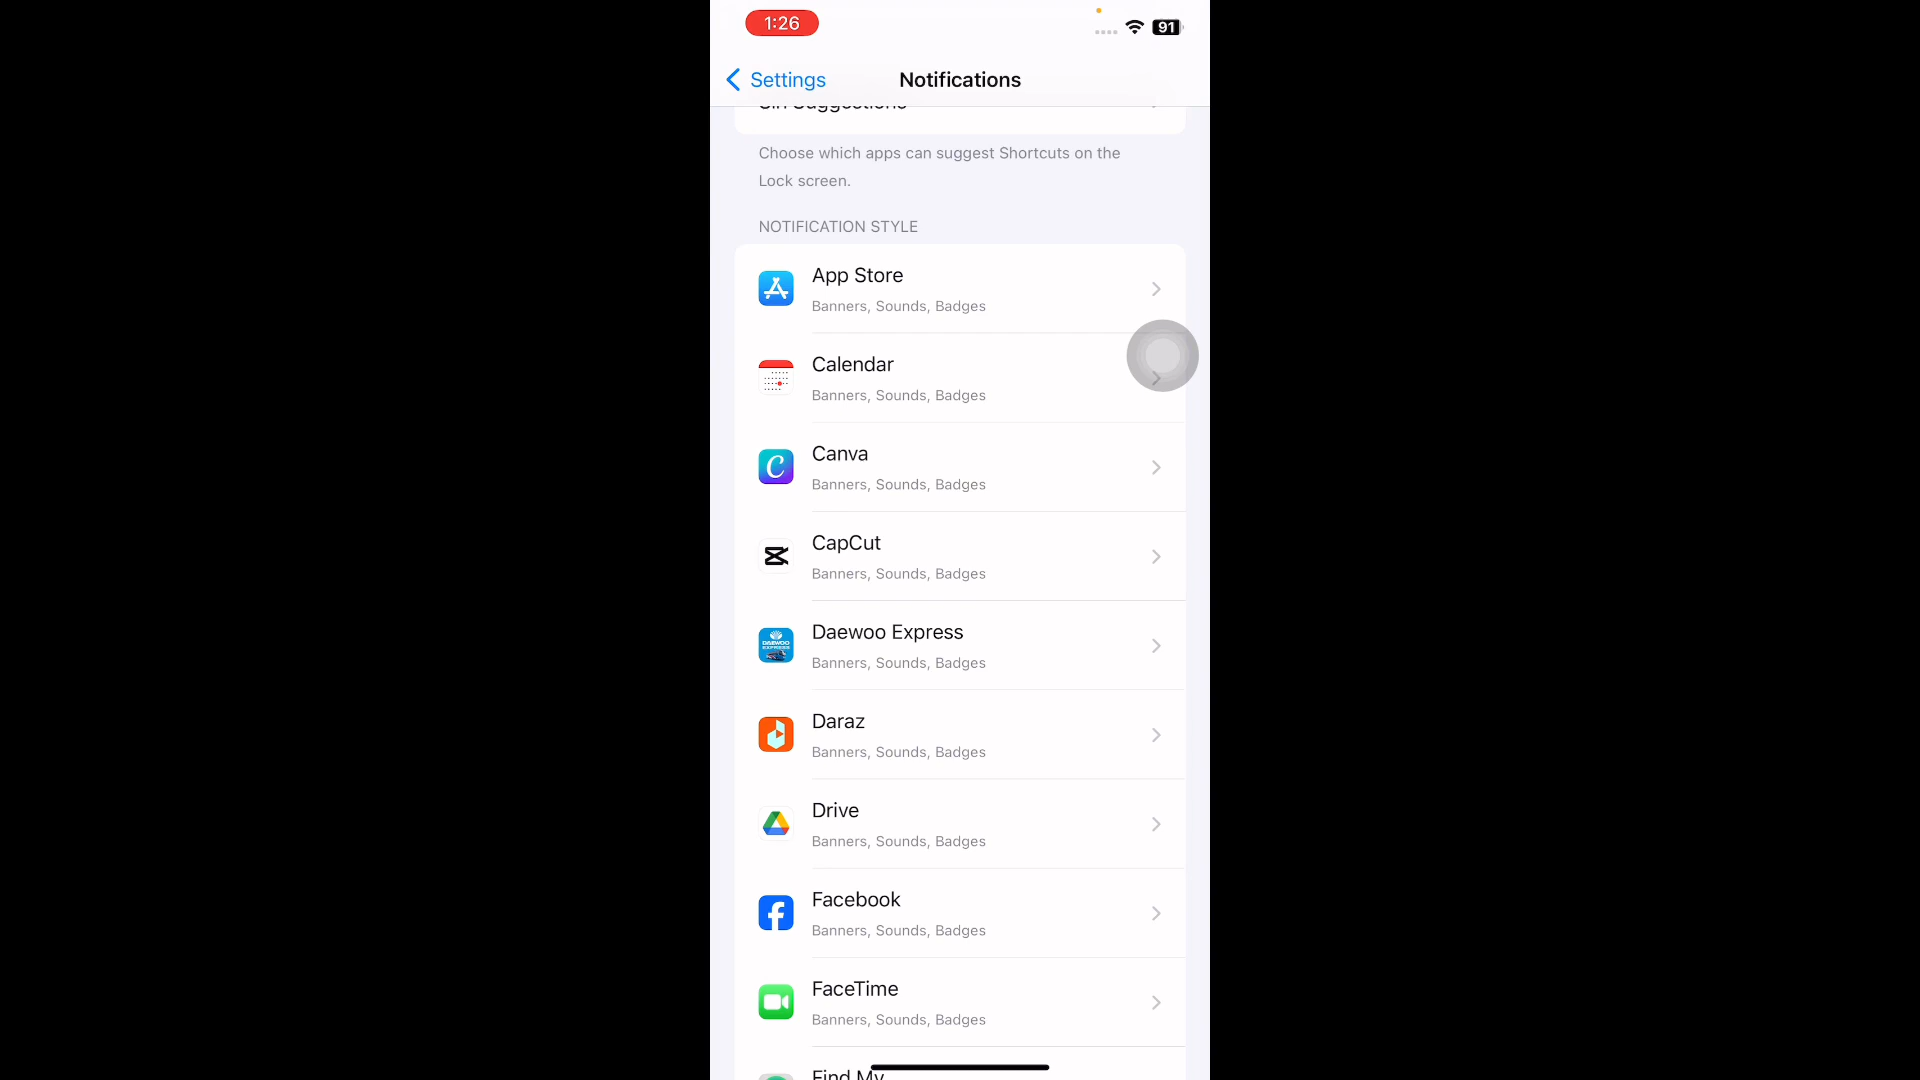 1:26
91
Settings
Notifications
Siri Suggestions
Choose which apps can suggest Shortcuts on the
Lock screen.
NOTIFICATION STYLE
App Store
Banners, Sounds, Badges
Calendar
Banners, Sounds, Badges
Canva
Banners, Sounds, Badges
CapCut
Banners, Sounds, Badges
DAEWOO
EXPRESS
Daewoo Express
Banners, Sounds, Badges
Daraz
Banners, Sounds, Badges
Drive
Banners, Sounds, Badges
Facebook
Banners, Sounds, Badges
FaceTime
Banners, Sounds, Badges
Find My